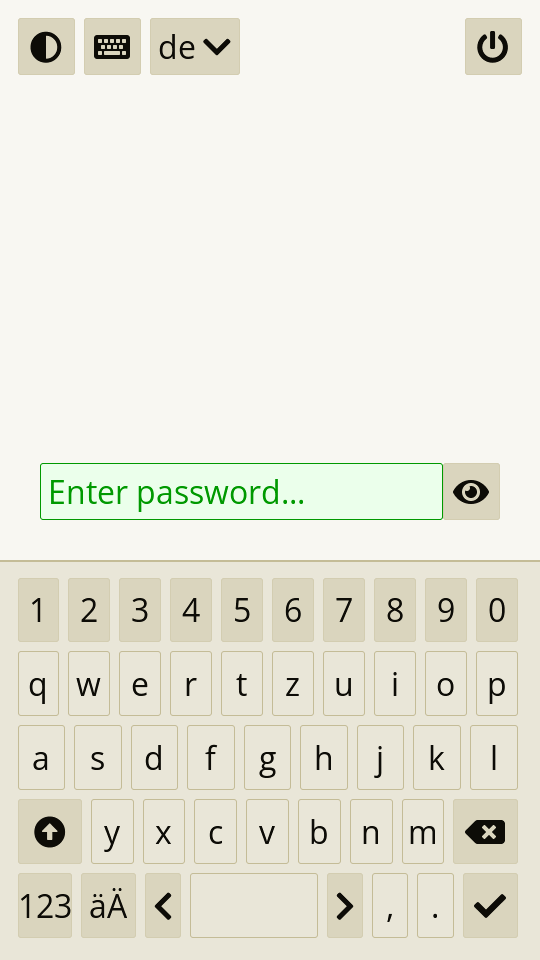 de
Enter password...
1 2 3 4 5 6 7 8 9 0
q w e r t z u i o p
a s d f g h j k l
y x c v b n m
123 äÄ , .